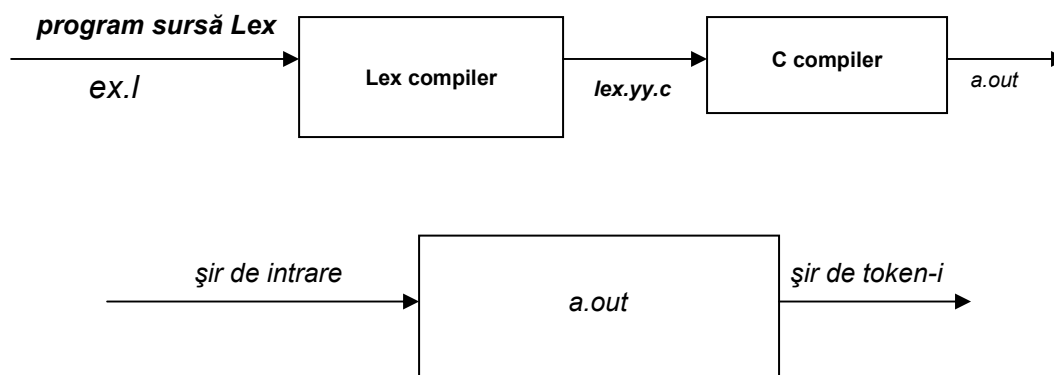 program sursă Lex
ex.l
Lex compiler
lex.yy.c
C compiler
a.out
şir de intrare
a.out
şir de token-i